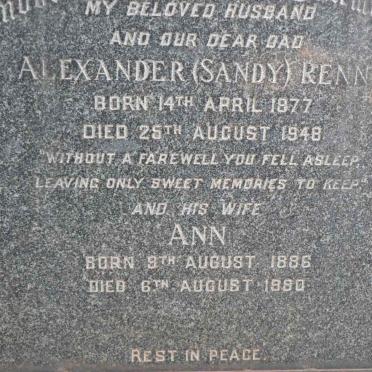 MY BELOVED HUSBAND
AND OUR DEAR DAD
ALEXANDER (SANDY) RENN
BORN 14TH APRIL 1877
DIED 25TH AUGUST 1948
"WITHOUT A FAREWELL YOU FELL ASLEEP,
LEAVING ONLY SWEET MEMORIES TO KEEP."
AND HIS WIFE
ANN
BORN 9TH AUGUST 1886
DIED 6TH AUGUST 1980
REST IN PEACE.